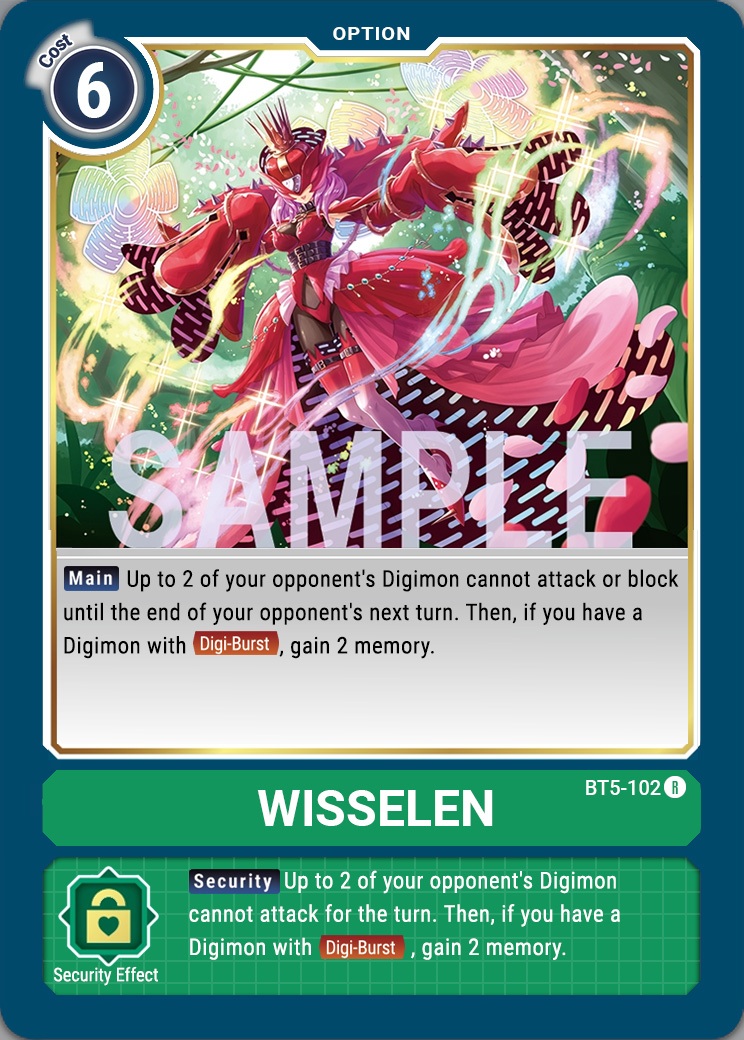 OPTION
Cost
6
SAMPLE
Main Up to 2 of your opponent's Digimon cannot attack or block
until the end of your opponent's next turn. Then, if you have a
Digimon with Digi-Burst, gain 2 memory.
BT5-102 R
WISSELEN
Security Up to 2 of your opponent's Digimon
cannot attack for the turn. Then, if you have a
Digimon with Digi-Burst , gain 2 memory.
Security Effect